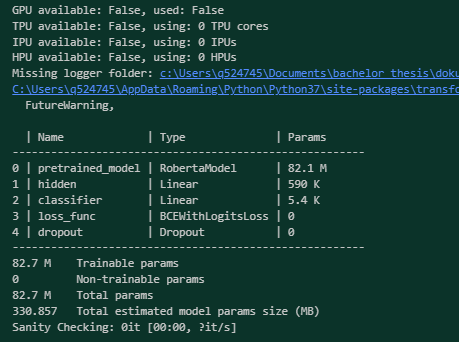 GPU available: False, used: False
TPU available: False, using: 0 TPU cores
IPU available: False, using: 0 IPUs
HPU available: False, using: 0 HPUs
Missing logger folder: c:\Users\q524745\Documents\bachelor thesis\doku
C:\Users\q524745\AppData\Roaming\Python\Python37\site-packages\transfo
FutureWarning,
| Name | Type | Params
-----------------------------------------------------
0 | pretrained_model | RobertaModel | 82.1 M
1 | hidden | Linear | 590 K
2 | classifier | Linear | 5.4 K
3 | loss_func | BCEWithLogitsLoss | 0
4 | dropout | Dropout | 0
-----------------------------------------------------
82.7 M Trainable params
0 Non-trainable params
82.7 M Total params
330.857 Total estimated model params size (MB)
Sanity Checking: 0it [00:00, ?it/s]